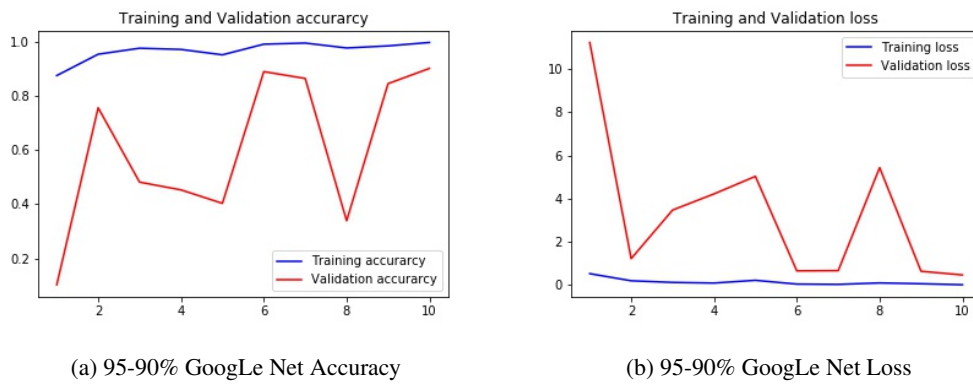 Training and Validation accurarcy
1.0
0.8
0.6
0.4
0.2
Training accurarcy
Validation accurarcy
2 4 6 8 10
(a) 95-90% GoogLe Net Accuracy
Training and Validation loss
Training loss
Validation loss
10
8
6
4
2
0
2 4 6 8 10
(b) 95-90% GoogLe Net Loss